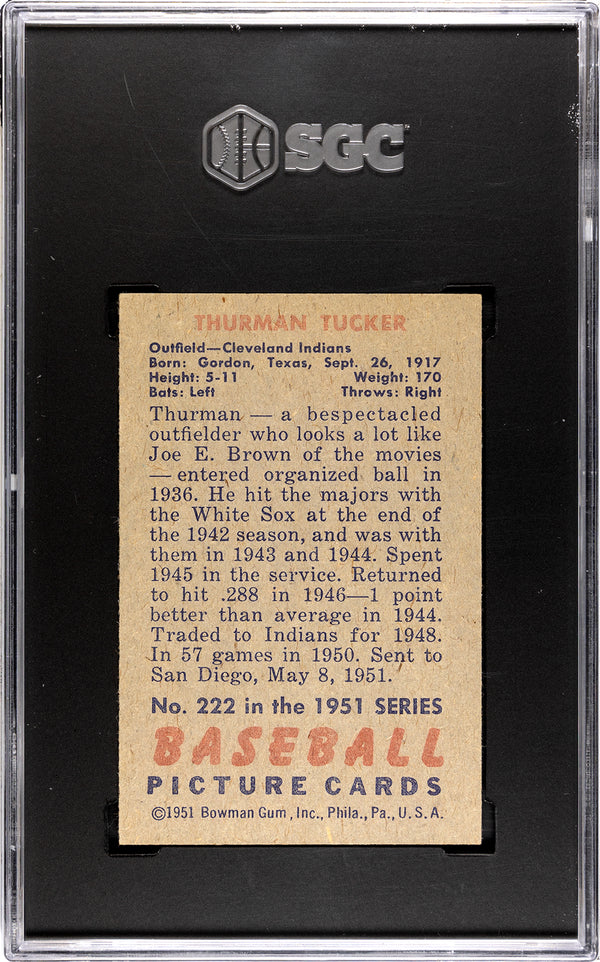 SGC
THURMAN TUCKER
Outfield—Cleveland Indians
Born: Gordon, Texas, Sept. 26, 1917
Height: 5-11 Weight: 170
Bats: Left Throws: Right
Thurman — a bespectacled
outfielder who looks a lot like
Joe E. Brown of the movies
— entered organized ball in
1936. He hit the majors with
the White Sox at the end of
the 1942 season, and was with
them in 1943 and 1944. Spent
1945 in the service. Returned
to hit .288 in 1946—1 point
better than average in 1944.
Traded to Indians for 1948.
In 57 games in 1950. Sent to
San Diego, May 8, 1951.
No. 222 in the 1951 SERIES
BASEBALL
PICTURE CARDS
©1951 Bowman Gum, Inc., Phila., Pa., U.S.A.